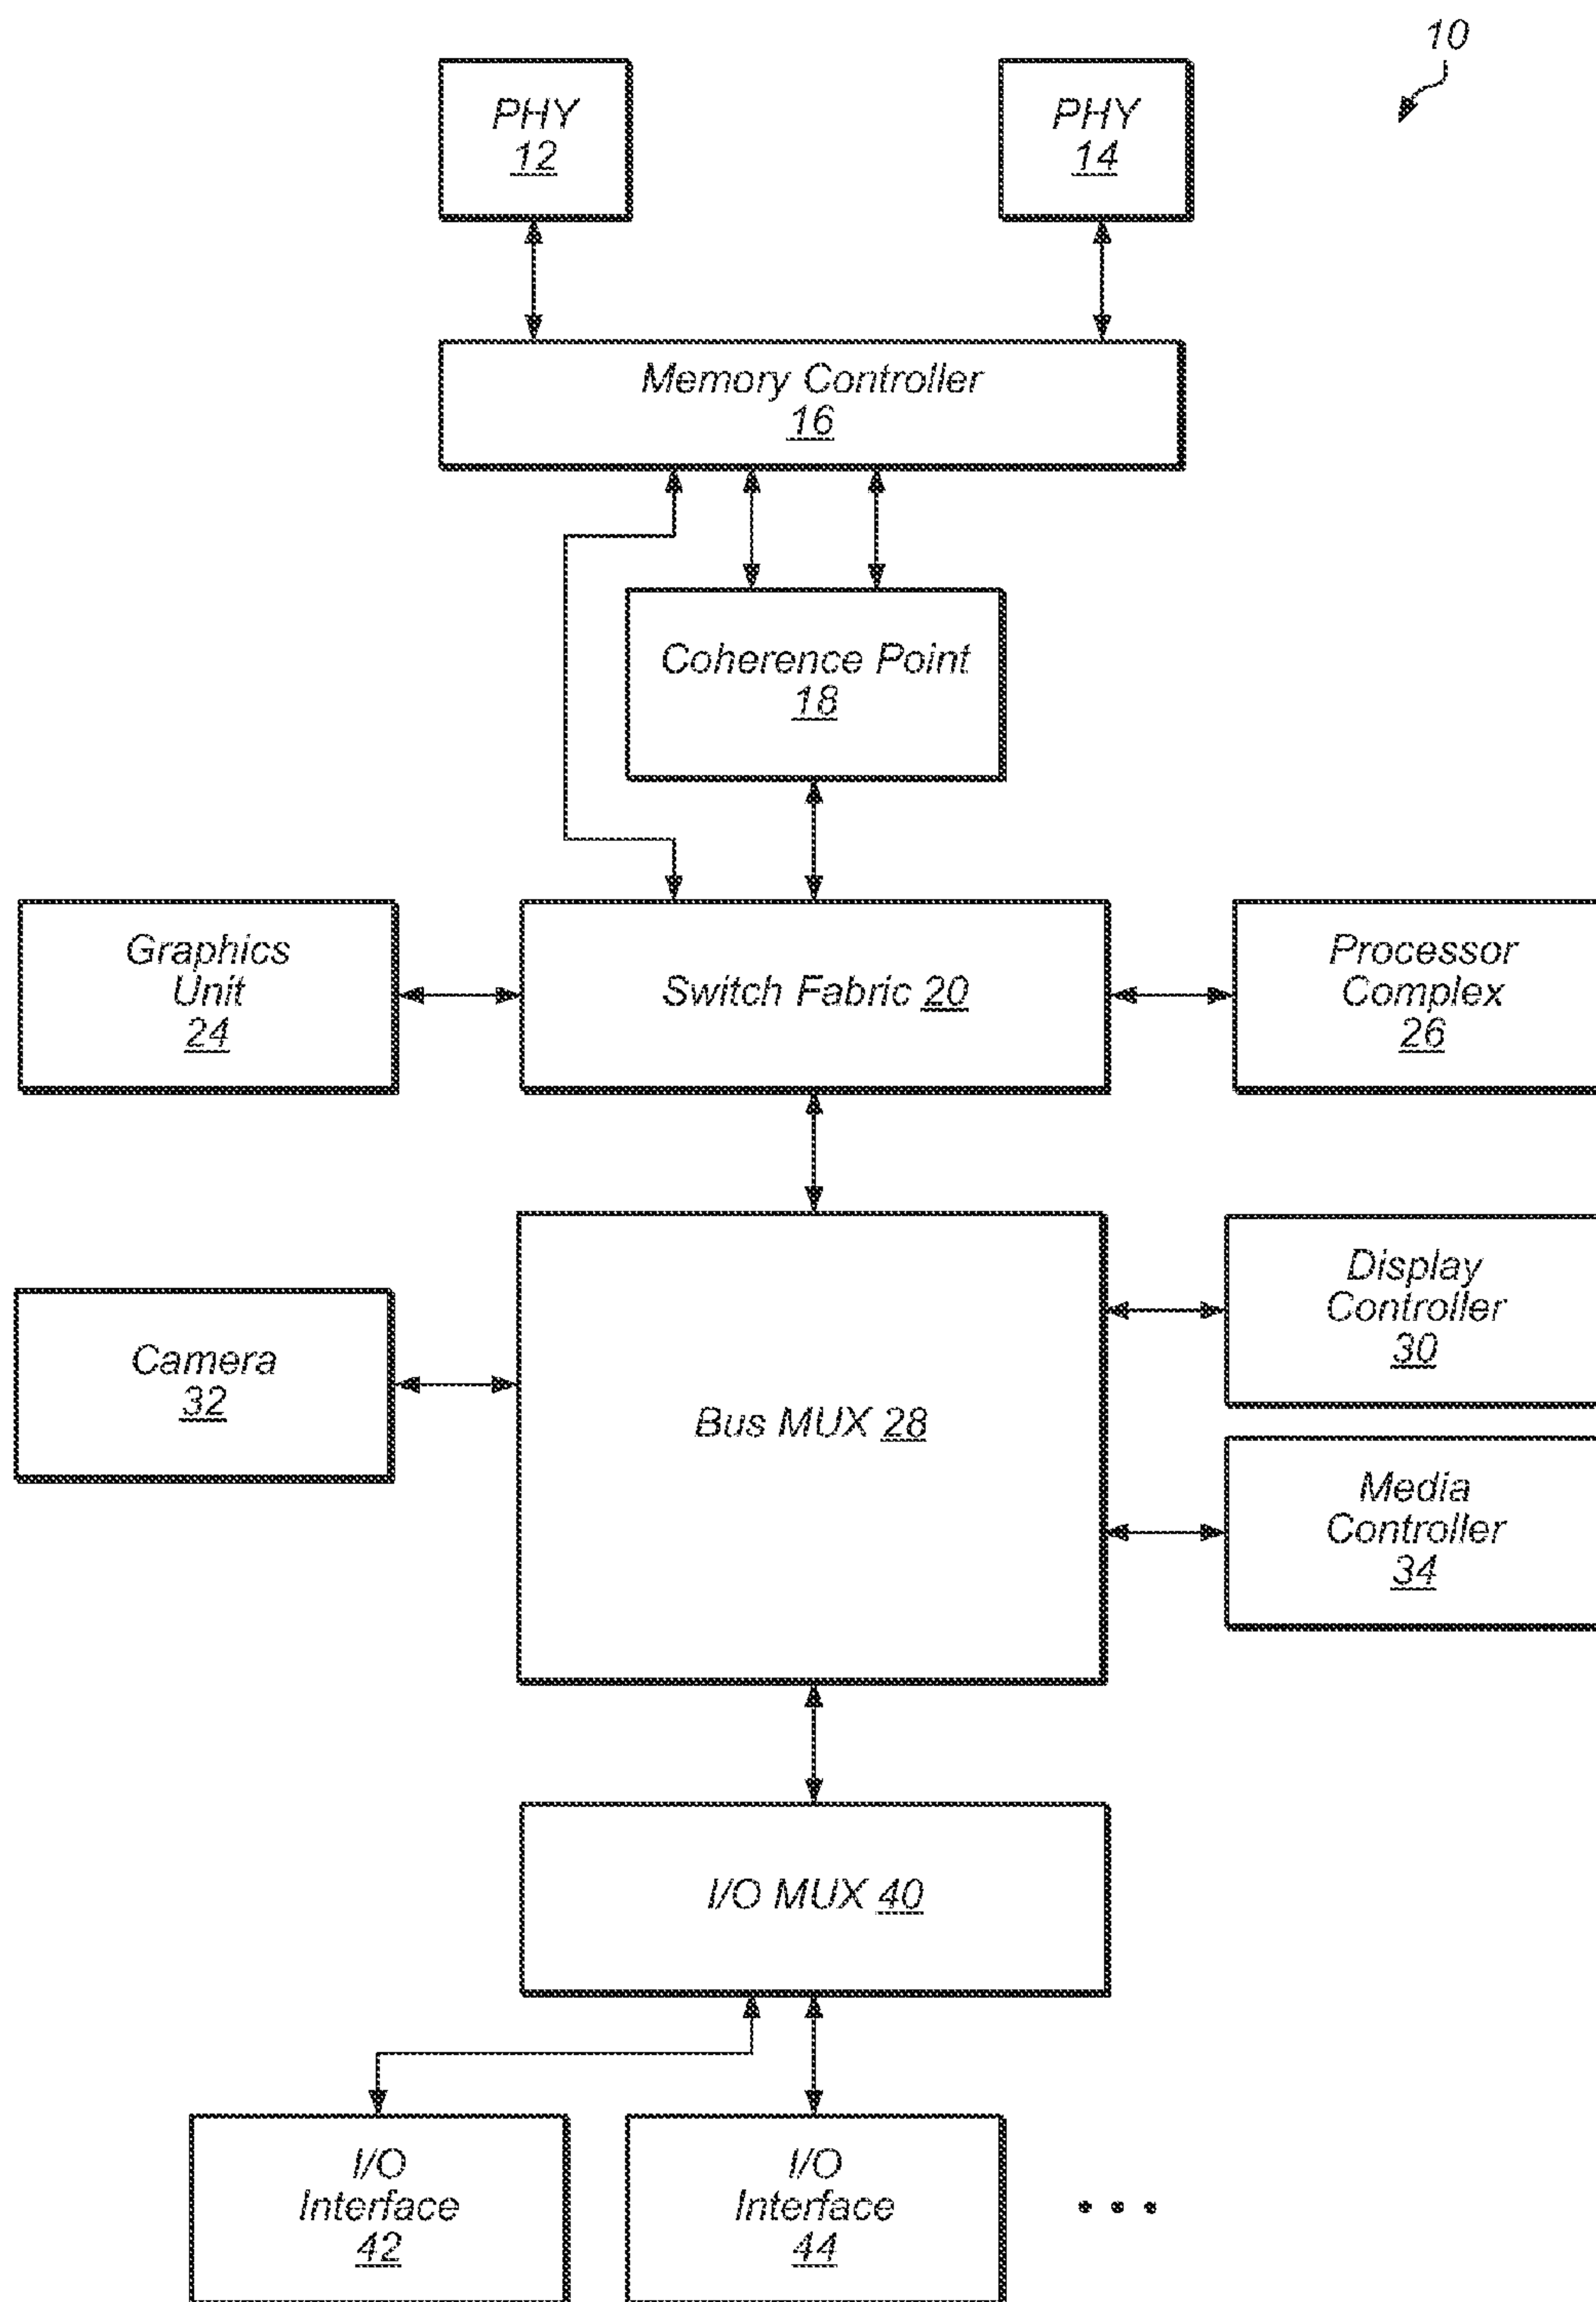 10
PHY
12
PHY
14
Memory Controller
16
Coherence Point
18
Graphics
Unit
24
Switch Fabric 20
Processor
Complex
26
Camera
32
Bus MUX 28
Display
Controller
30
Media
Controller
34
I/O MUX 40
I/O
Interface
42
I/O
Interface
44
• • •